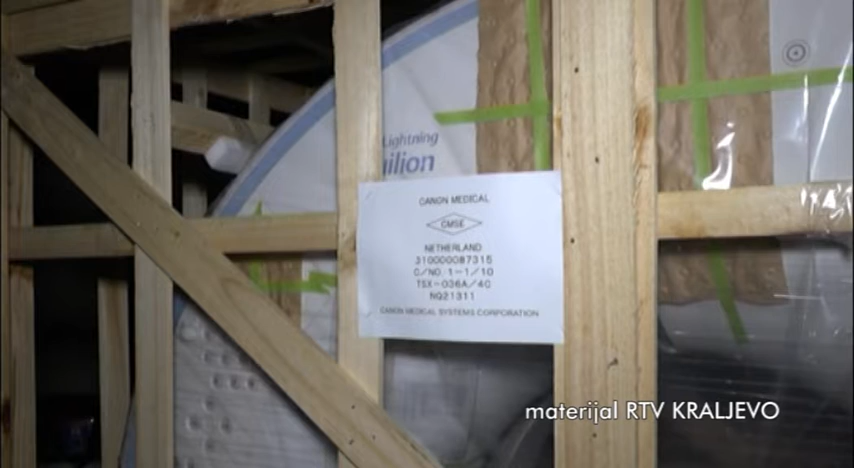 Lightning
ilion
CANON MEDICAL
CMSE
NETHERLAND
310000087315
C/NO. 1-1/10
TSX-036A/4C
NQ21311
CANON MEDICAL SYSTEMS CORPORATION
materijal RTV KRALJEVO